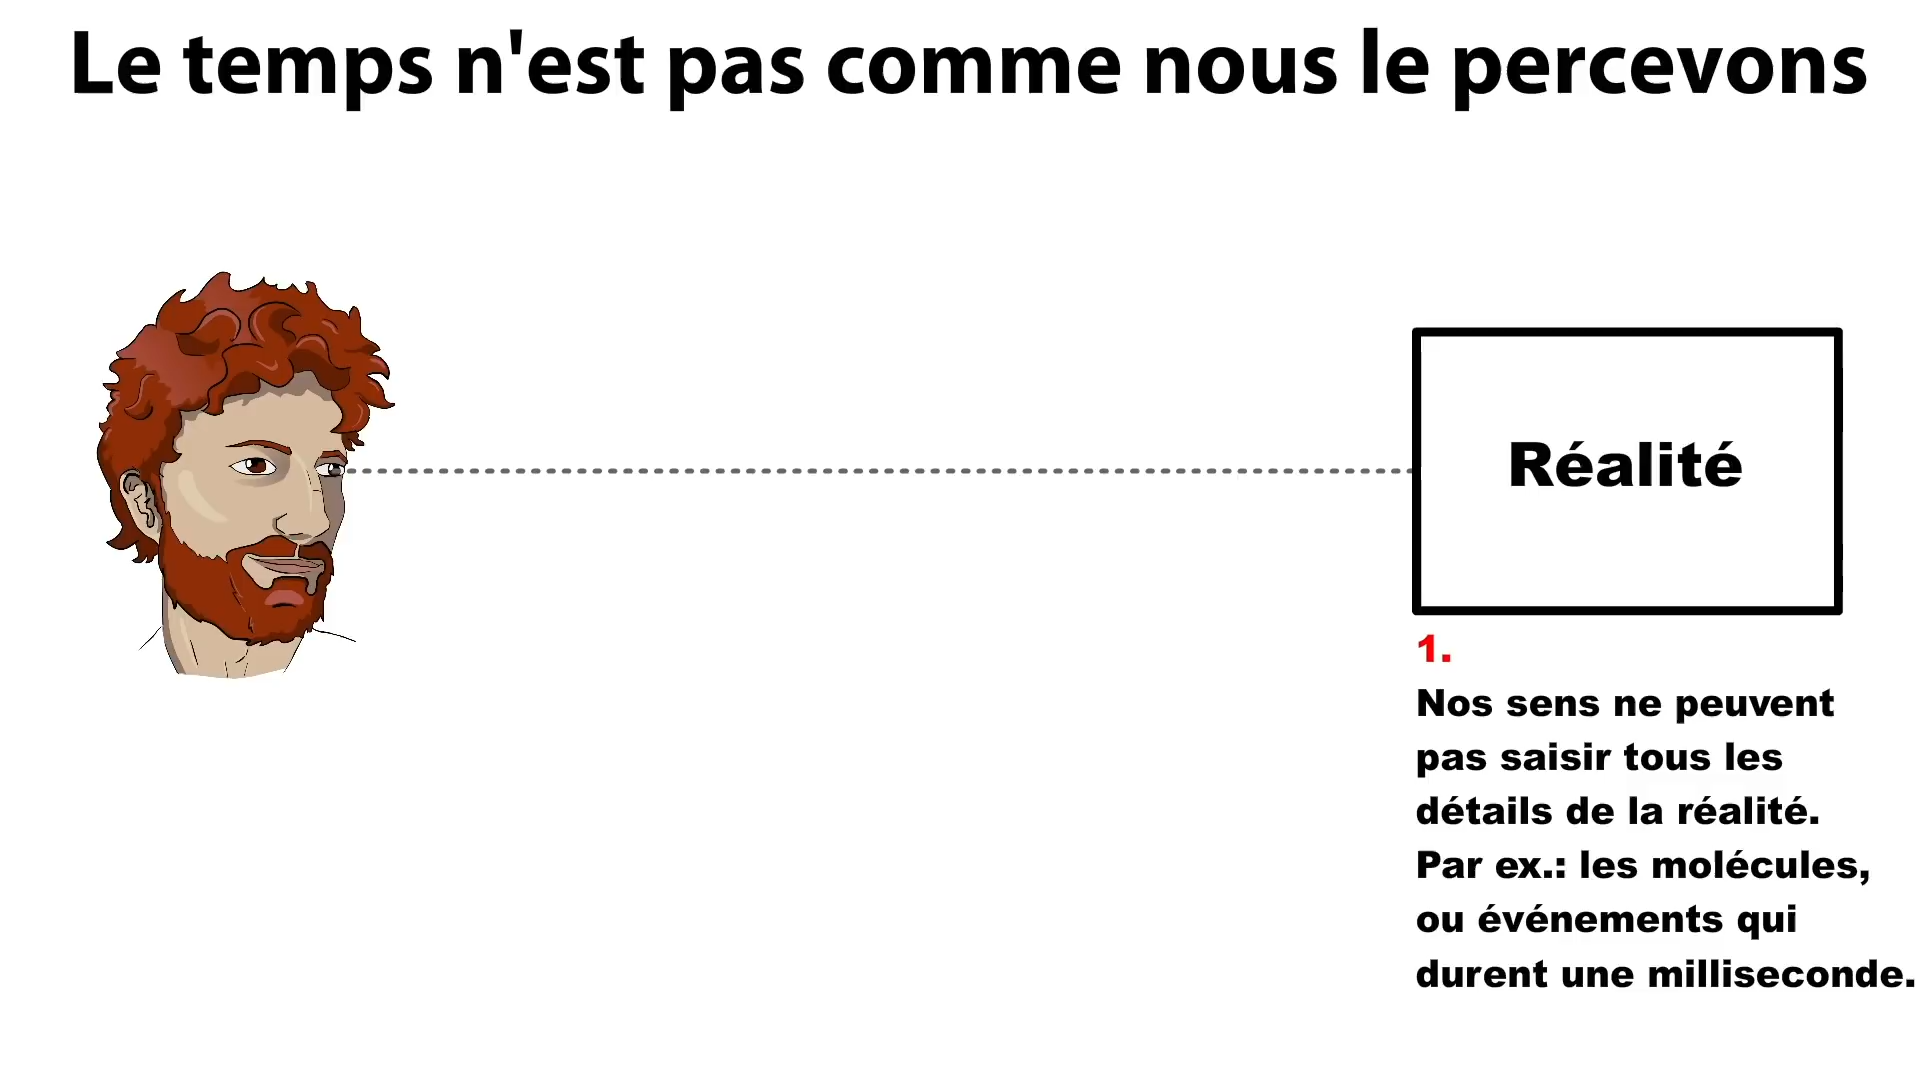 Le temps n'est pas comme nous le percevons
Réalité
1.
Nos sens ne peuvent
pas saisir tous les
détails de la réalité.
Par ex.: les molécules,
ou événements qui
durent une milliseconde.